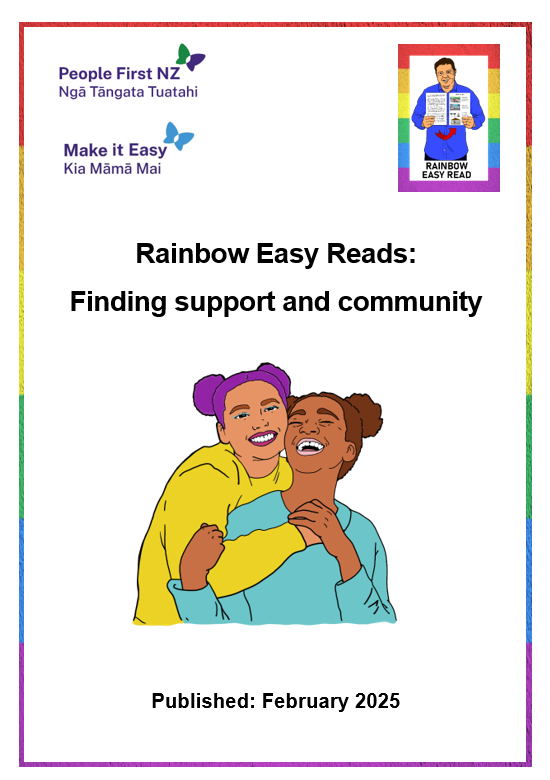 People First NZ
Ngā Tāngata Tuatahi
Make it Easy
Kia Māmā Mai
RAINBOW
EASY READ
Rainbow Easy Reads:
Finding support and community
Published: February 2025